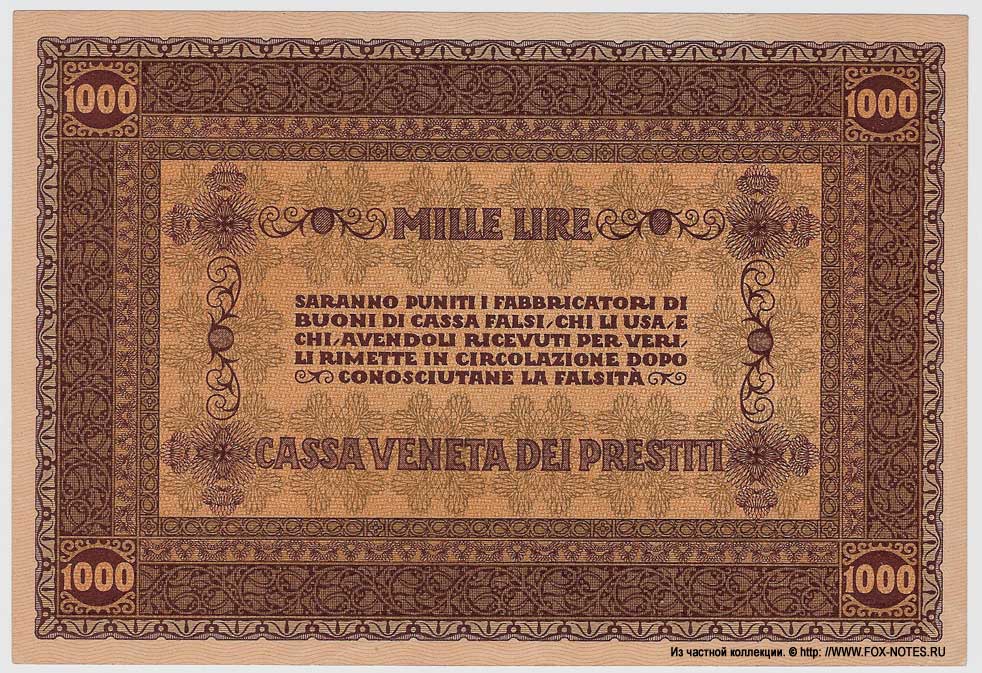 1000 1000
MILLE LIRE
SARANNO PUNITI I FABBRICATORI DI
BUONI DI CASSA FALSI, CHI LI USA, E
CHI, AVENDOLI RICEVUTI PER VERI,
LI RIMETTE IN CIRCOLAZIONE DOPO
CONOSCIUTANE LA FALSITÀ
CASSA VENETA DEI PRESTITI
1000 1000
Из частной коллекции. © http: //WWW.FOX-NOTES.RU